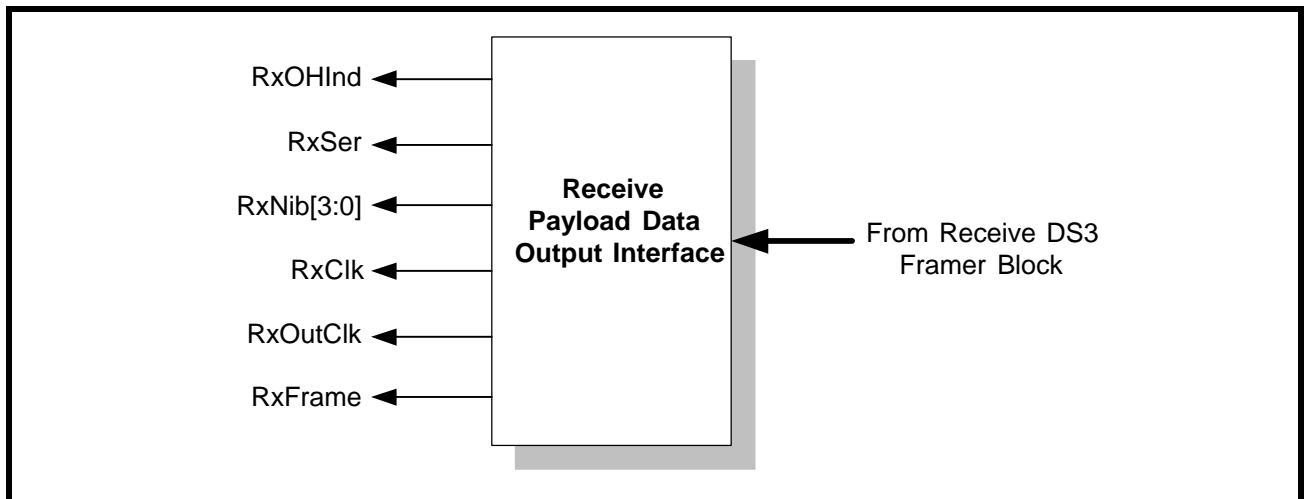 RxOHInd
RxSer
RxNib[3:0]
RxClk
RxOutClk
RxFrame
Receive
Payload Data
Output Interface
From Receive DS3
Framer Block